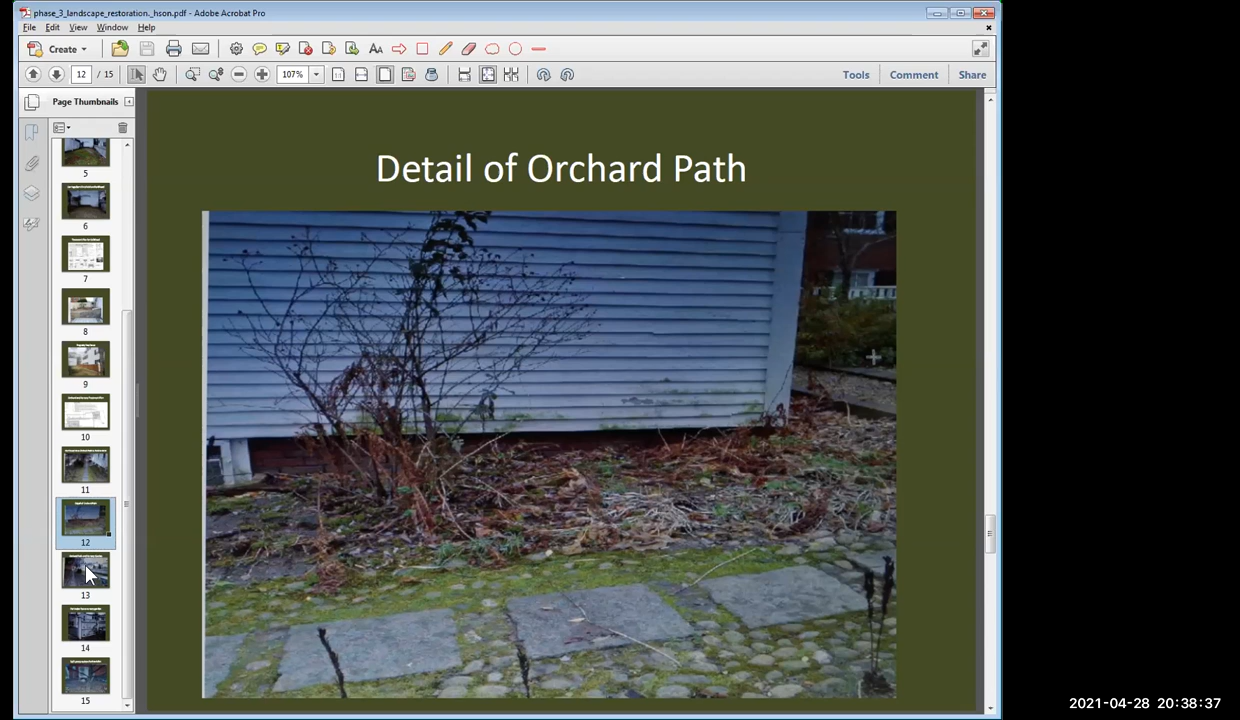 phase_3_landscape_restoration._hson.pdf - Adobe Acrobat Pro
File Edit View Window Help
Create
12 / 15 107% Tools Comment Share
Page Thumbnails
5
6
7
8
9
10
11
12
13
14
15
Detail of Orchard Path
2021-04-28 20:38:37